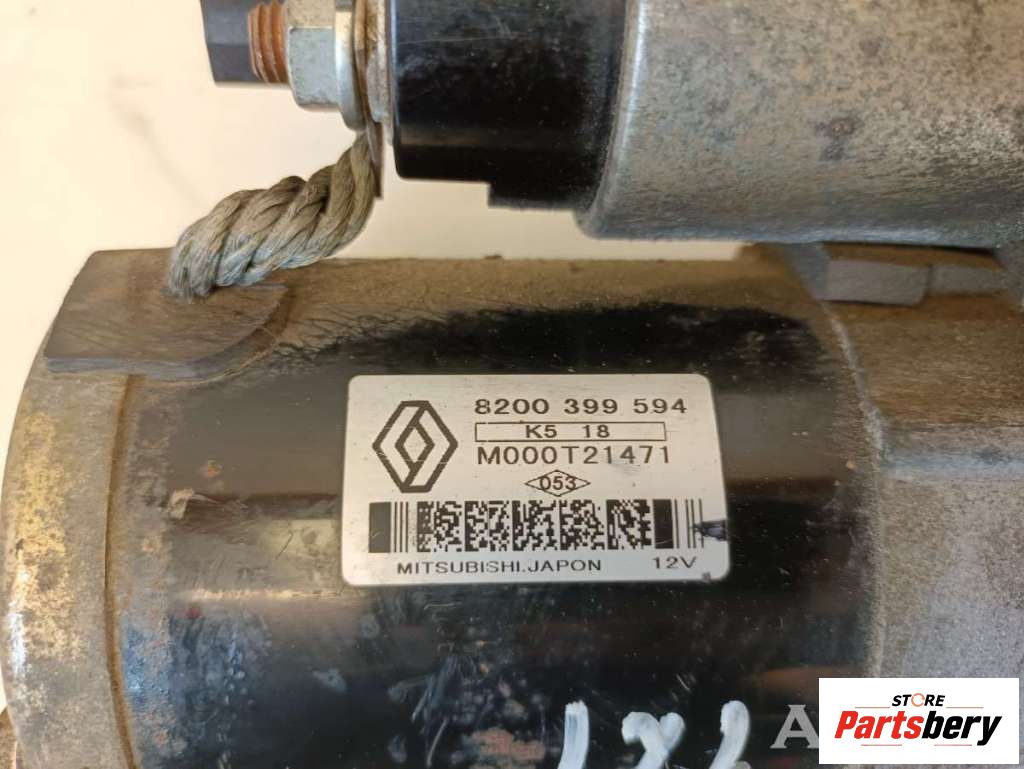 8200 399 594
K5 18
M000T21471
053
MITSUBISHI.JAPON 12V
A
STORE
Partsbery